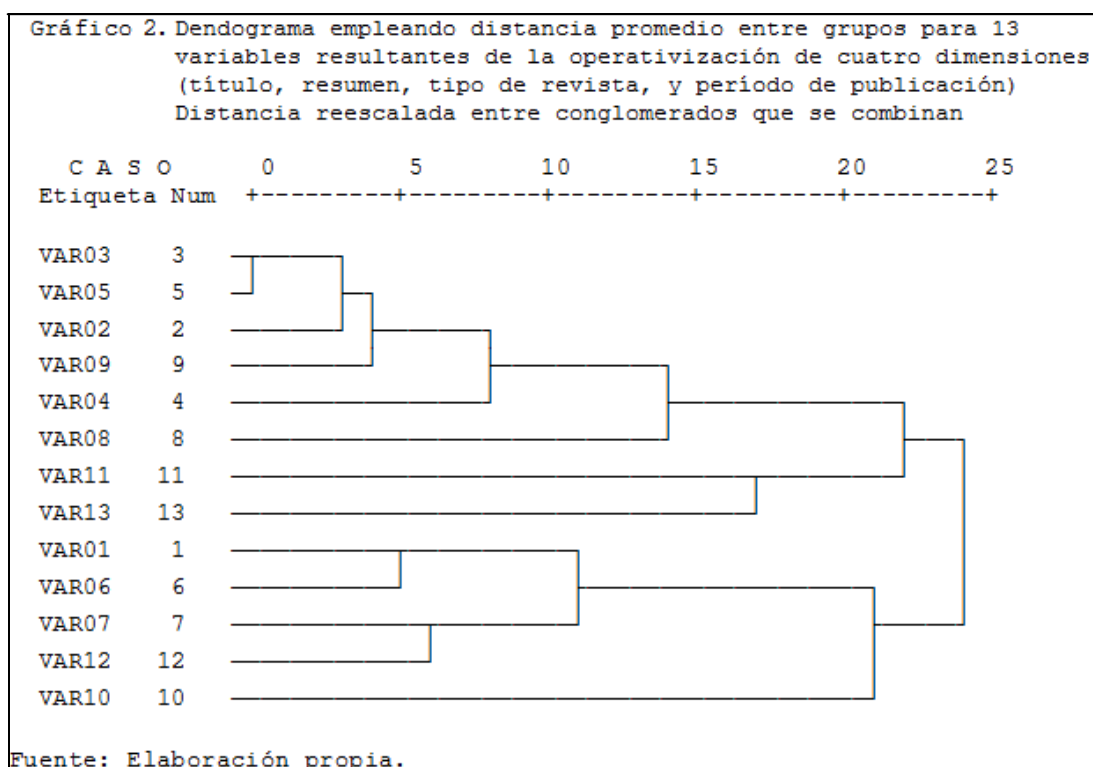 Gráfico 2. Dendograma empleando distancia promedio entre grupos para 13
variables resultantes de la operativización de cuatro dimensiones
(título, resumen, tipo de revista, y período de publicación)
Distancia reescalada entre conglomerados que se combinan
C A S O 0 5 10 15 20 25
Etiqueta Num +---------+---------+---------+---------+---------+
VAR03 3
VAR05 5
VAR02 2
VAR09 9
VAR04 4
VAR08 8
VAR11 11
VAR13 13
VAR01 1
VAR06 6
VAR07 7
VAR12 12
VAR10 10
Fuente: Elaboración propia.